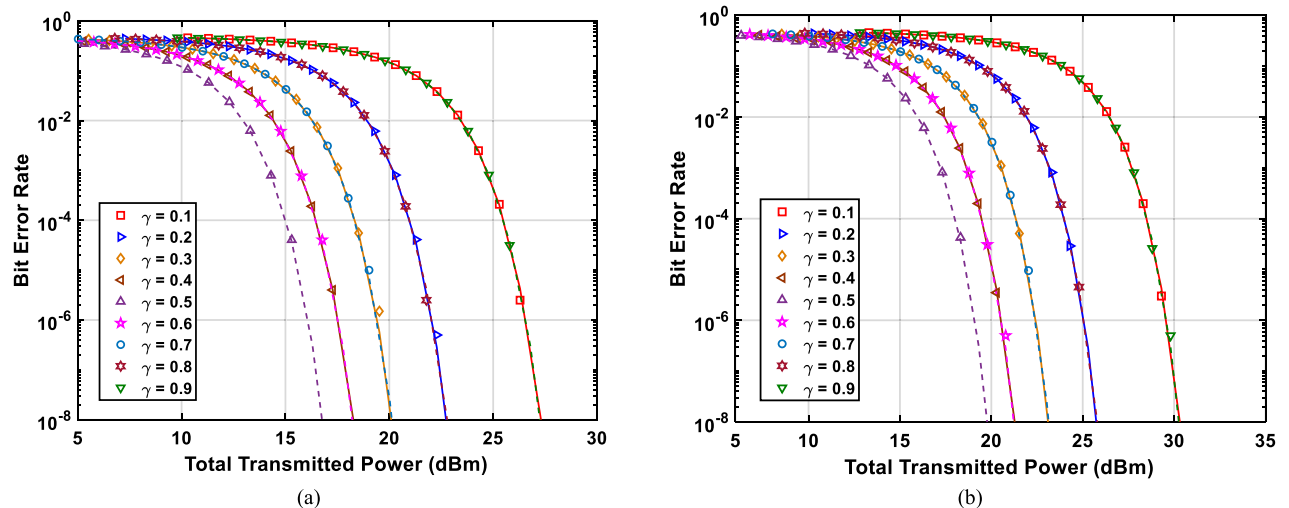 10^0
10^-2
10^-4
10^-6
10^-8
Bit Error Rate
γ = 0.1
γ = 0.2
γ = 0.3
γ = 0.4
γ = 0.5
γ = 0.6
γ = 0.7
γ = 0.8
γ = 0.9
5 10 15 20 25 30
Total Transmitted Power (dBm)
(a)
10^0
10^-2
10^-4
10^-6
10^-8
Bit Error Rate
γ = 0.1
γ = 0.2
γ = 0.3
γ = 0.4
γ = 0.5
γ = 0.6
γ = 0.7
γ = 0.8
γ = 0.9
5 10 15 20 25 30 35
Total Transmitted Power (dBm)
(b)